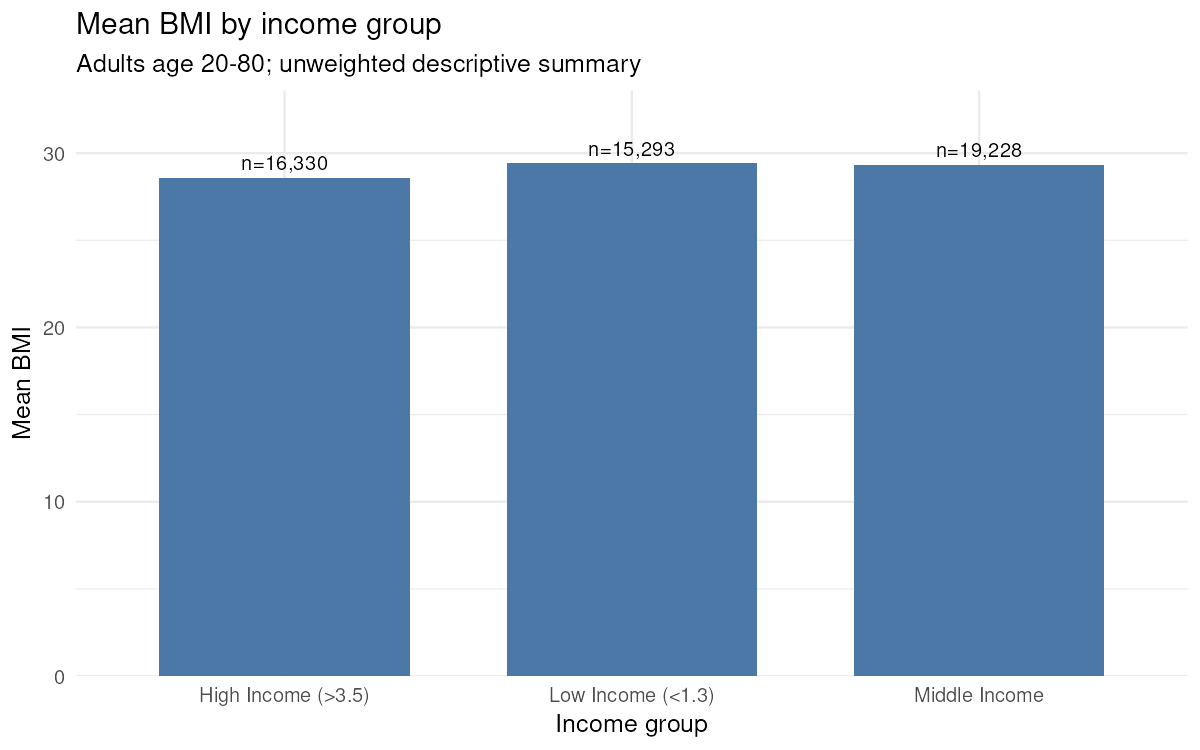 Mean BMI by income group
Adults age 20-80; unweighted descriptive summary
Mean BMI
30
20
10
0
n=16,330
n=15,293
n=19,228
High Income (>3.5)
Low Income (<1.3)
Middle Income
Income group